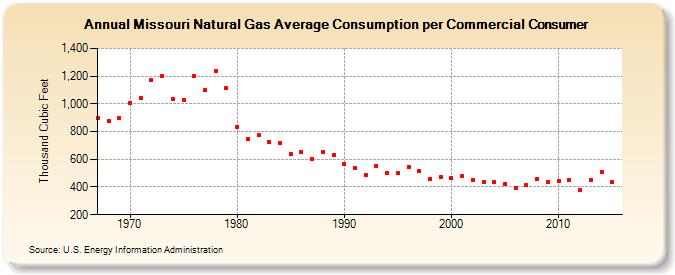 Annual Missouri Natural Gas Average Consumption per Commercial Consumer
Thousand Cubic Feet
1,400
1,200
1,000
800
600
400
200
1970 1980 1990 2000 2010
Source: U.S. Energy Information Administration